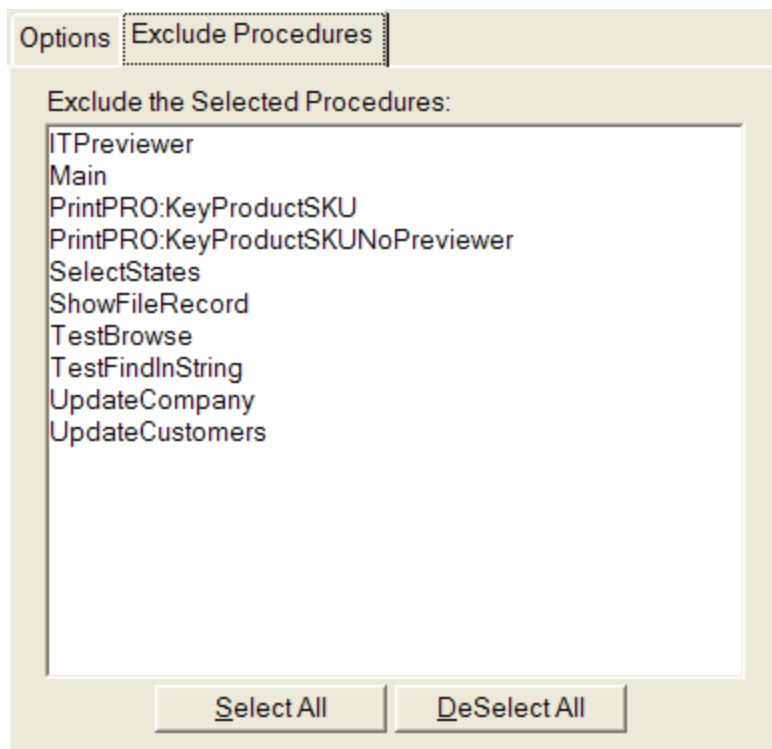 Options Exclude Procedures
Exclude the Selected Procedures:
ITPreviewer
Main
PrintPRO:KeyProductSKU
PrintPRO:KeyProductSKUNoPreviewer
SelectStates
ShowFileRecord
TestBrowse
TestFindInString
UpdateCompany
UpdateCustomers
Select All DeSelect All